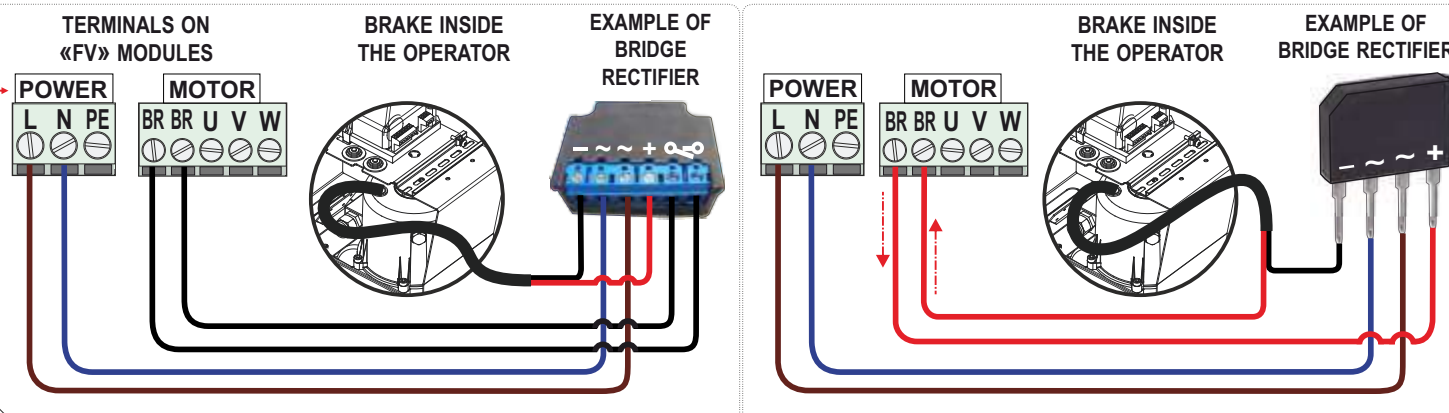 TERMINALS ON
«FV» MODULES
BRAKE INSIDE
THE OPERATOR
EXAMPLE OF
BRIDGE
RECTIFIER
POWER
MOTOR
L N PE
BR BR U V W
− ~ ~ +
BRAKE INSIDE
THE OPERATOR
EXAMPLE OF
BRIDGE RECTIFIER
POWER
MOTOR
L N PE
BR BR U V W
− ~ ~ +